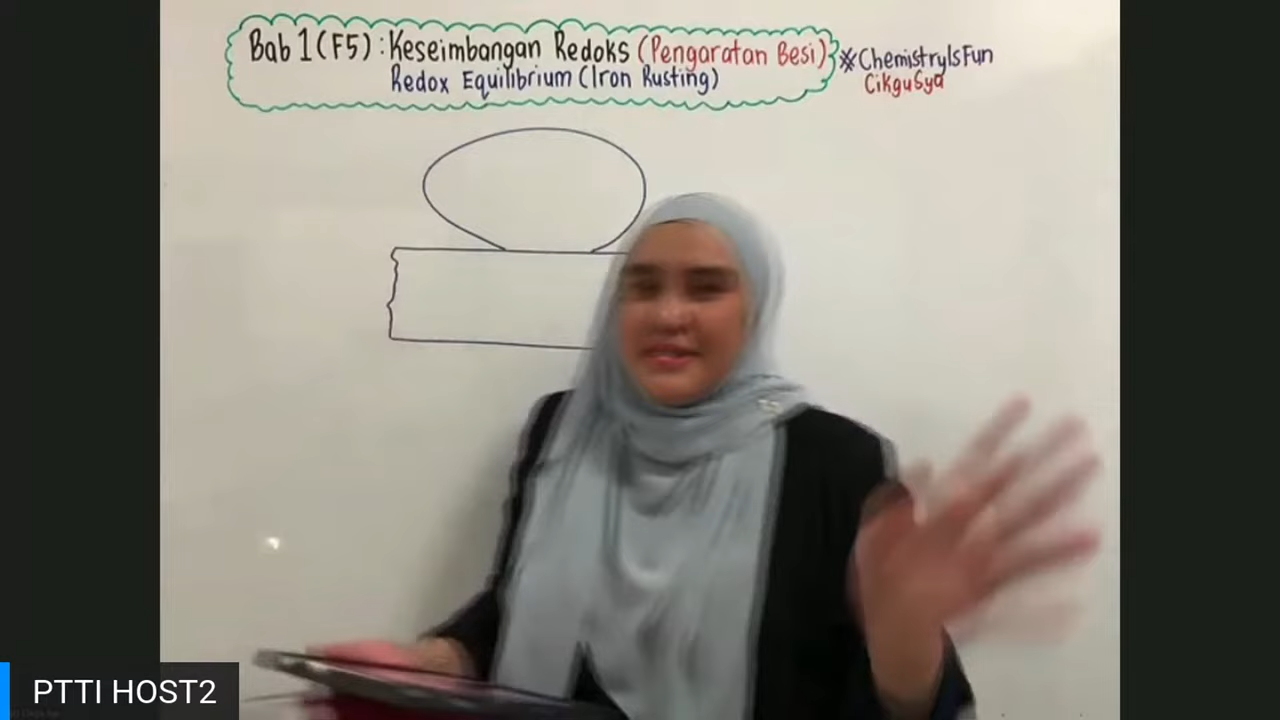 Bab 1 (F5) : Keseimbangan Redoks (Pengaratan Besi)
Redox Equilibrium (Iron Rusting)
#ChemistryIsFun
CikguSya
PTTI HOST2